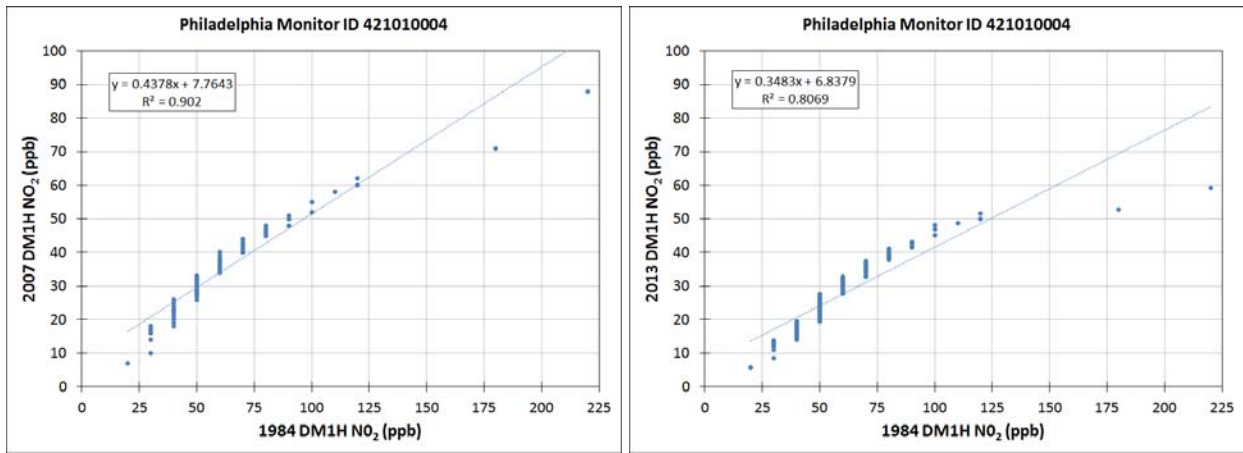 Philadelphia Monitor ID 421010004
y = 0.4378x + 7.7643
R² = 0.902
2007 DM1H NO₂ (ppb)
100
90
80
70
60
50
40
30
20
10
0
0 25 50 75 100 125 150 175 200 225
1984 DM1H N0₂ (ppb)
Philadelphia Monitor ID 421010004
y = 0.3483x + 6.8379
R² = 0.8069
2013 DM1H NO₂ (ppb)
100
90
80
70
60
50
40
30
20
10
0
0 25 50 75 100 125 150 175 200 225
1984 DM1H N0₂ (ppb)